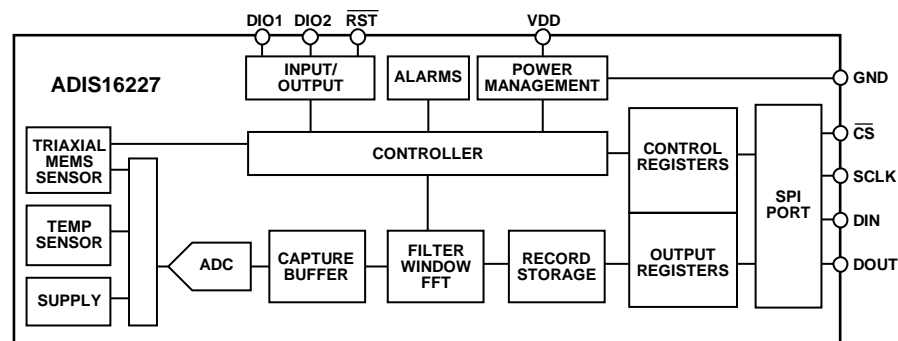 DIO1 DIO2 RST VDD
ADIS16227
INPUT/
OUTPUT
ALARMS
POWER
MANAGEMENT
GND
TRIAXIAL
MEMS
SENSOR
CONTROLLER
CONTROL
REGISTERS
CS
SCLK
SPI
PORT
DIN
TEMP
SENSOR
ADC
CAPTURE
BUFFER
FILTER
WINDOW
FFT
RECORD
STORAGE
OUTPUT
REGISTERS
DOUT
SUPPLY